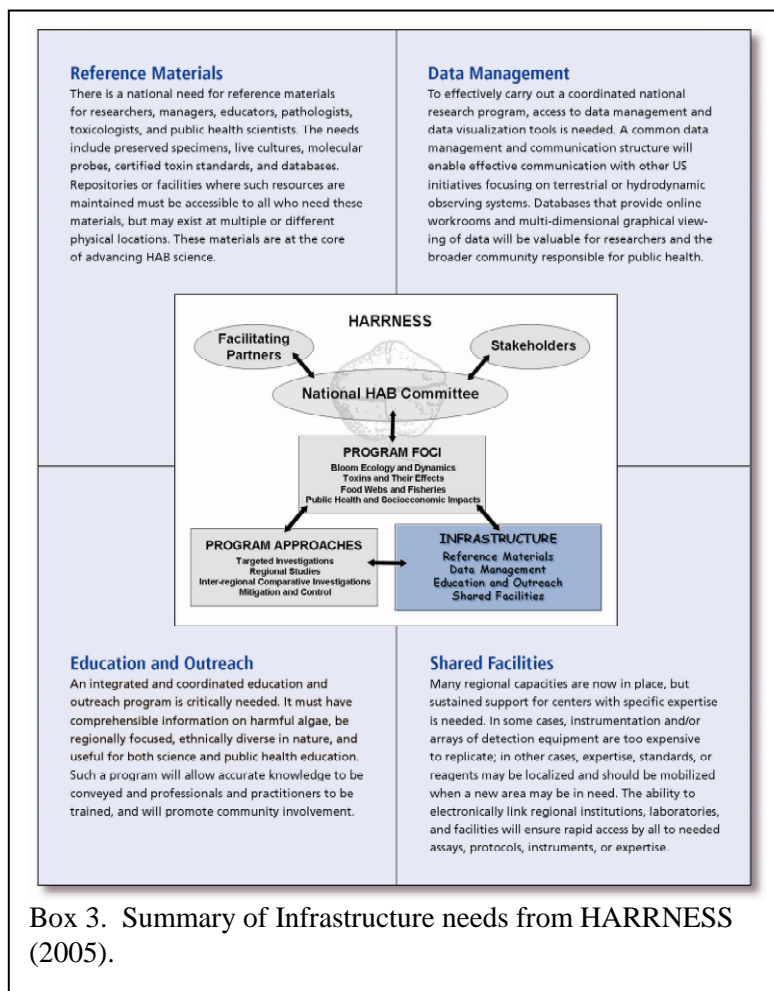 Reference Materials
There is a national need for reference materials
for researchers, managers, educators, pathologists,
toxicologists, and public health scientists. The needs
include preserved specimens, live cultures, molecular
probes, certified toxin standards, and databases.
Repositories or facilities where such resources are
maintained must be accessible to all who need these
materials, but may exist at multiple or different
physical locations. These materials are at the core
of advancing HAB science.
Data Management
To effectively carry out a coordinated national
research program, access to data management and
data visualization tools is needed. A common data
management and communication structure will
enable effective communication with other US
initiatives focusing on terrestrial or hydrodynamic
observing systems. Databases that provide online
workrooms and multi-dimensional graphical view-
ing of data will be valuable for researchers and the
broader community responsible for public health.
HARRNESS
Facilitating
Partners
Stakeholders
National HAB Committee
PROGRAM FOCI
Bloom Ecology and Dynamics
Toxins and Their Effects
Food Webs and Fisheries
Public Health and Socioeconomic Impacts
PROGRAM APPROACHES
Targeted Investigations
Regional Studies
Inter-regional Comparative Investigations
Mitigation and Control
INFRASTRUCTURE
Reference Materials
Data Management
Education and Outreach
Shared Facilities
Education and Outreach
An integrated and coordinated education and
outreach program is critically needed. It must have
comprehensible information on harmful algae, be
regionally focused, ethnically diverse in nature, and
useful for both science and public health education.
Such a program will allow accurate knowledge to be
conveyed and professionals and practitioners to be
trained, and will promote community involvement.
Shared Facilities
Many regional capacities are now in place, but
sustained support for centers with specific expertise
is needed. In some cases, instrumentation and/or
arrays of detection equipment are too expensive
to replicate; in other cases, expertise, standards, or
reagents may be localized and should be mobilized
when a new area may be in need. The ability to
electronically link regional institutions, laboratories,
and facilities will ensure rapid access by all to needed
assays, protocols, instruments, or expertise.
Box 3. Summary of Infrastructure needs from HARRNESS
(2005).